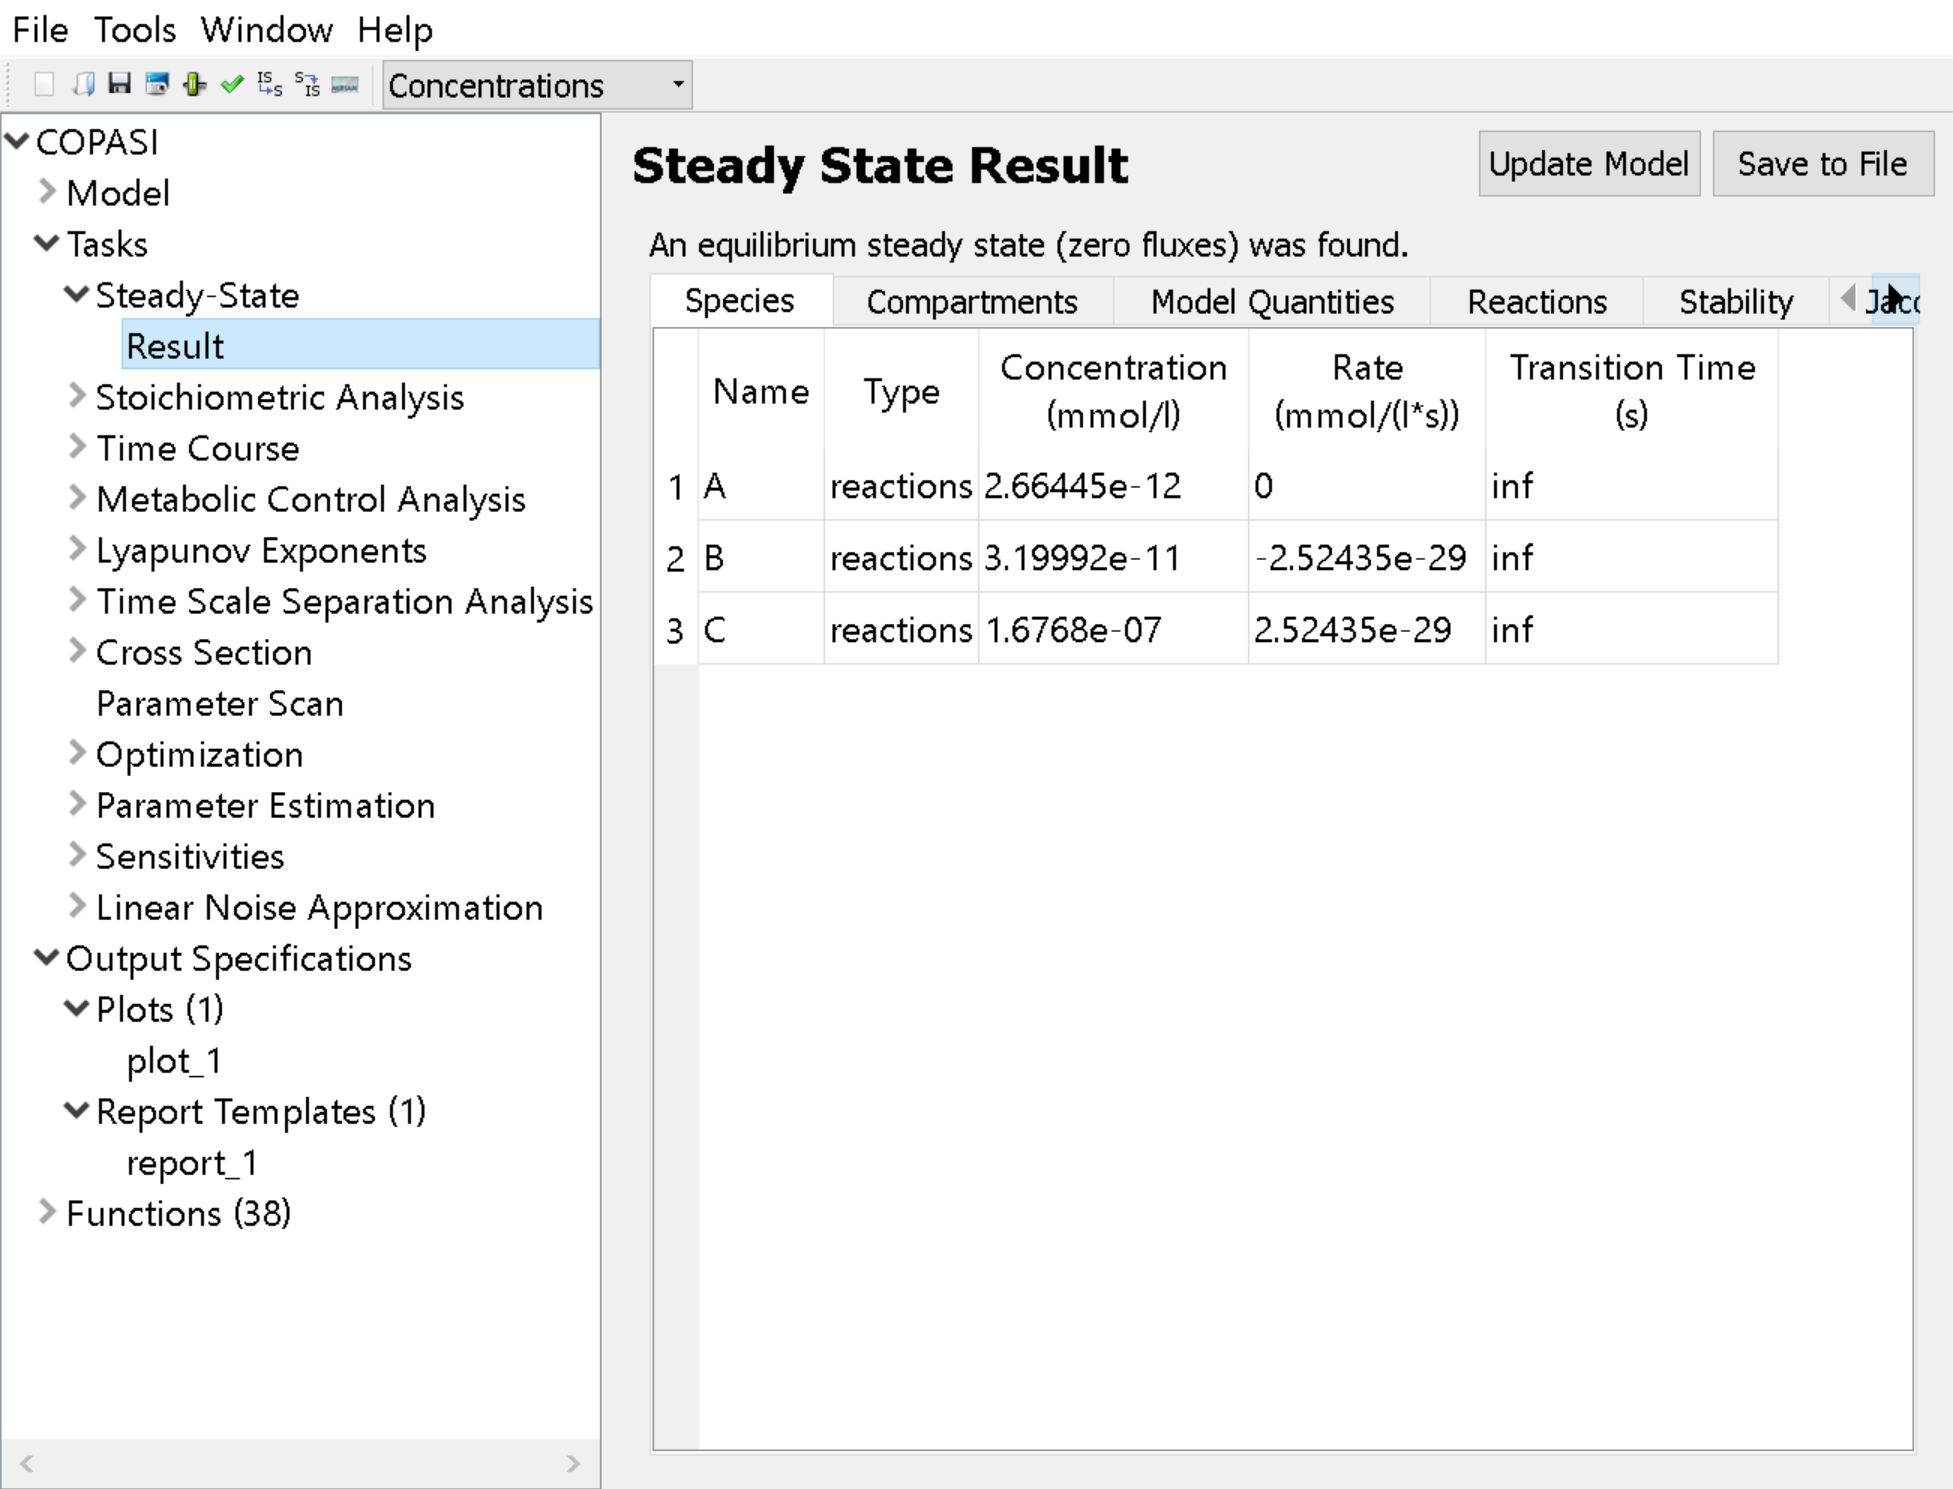 File Tools Window Help
IS S S IS Concentrations
COPASI
Model
Tasks
Steady-State
Result
Stoichiometric Analysis
Time Course
Metabolic Control Analysis
Lyapunov Exponents
Time Scale Separation Analysis
Cross Section
Parameter Scan
Optimization
Parameter Estimation
Sensitivities
Linear Noise Approximation
Output Specifications
Plots (1)
plot_1
Report Templates (1)
report_1
Functions (38)
Steady State Result
Update Model Save to File
An equilibrium steady state (zero fluxes) was found.
Species Compartments Model Quantities Reactions Stability
Name Type Concentration (mmol/l) Rate (mmol/(l*s)) Transition Time (s)
1 A reactions 2.66445e-12 0 inf
2 B reactions 3.19992e-11 -2.52435e-29 inf
3 C reactions 1.6768e-07 2.52435e-29 inf